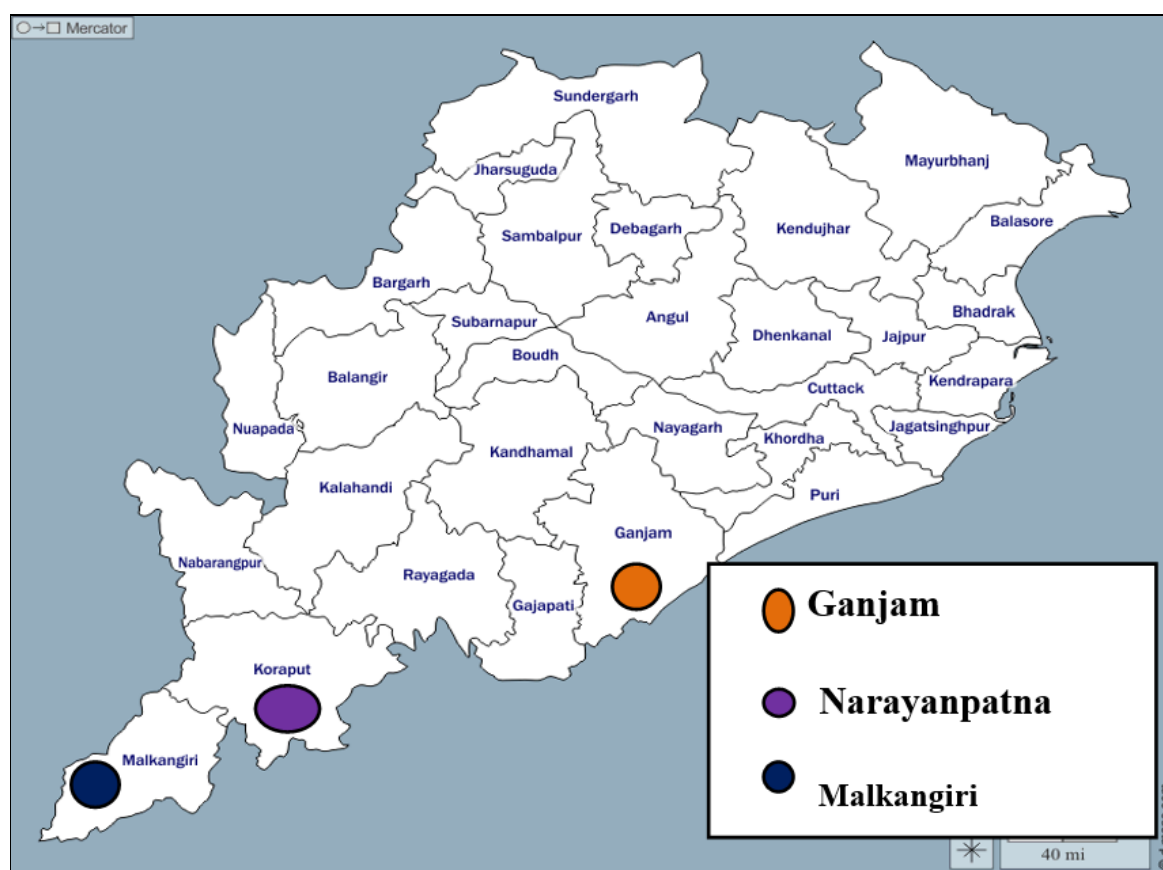 Mercator
Sundergarh
Mayurbhanj
Jharsuguda
Balasore
Debagarh
Kendujhar
Sambalpur
Bargarh
Bhadrak
Angul
Subarnapur
Dhenkanal
Jajpur
Boudh
Balangir
Kendrapara
Cuttack
Nuapada
Nayagarh
Jagatsinghpur
Khordha
Kandhamal
Kalahandi
Puri
Ganjam
Nabarangpur
Rayagada
Gajapati
Koraput
Malkangiri
Ganjam
Narayanpatna
Malkangiri
40 mi